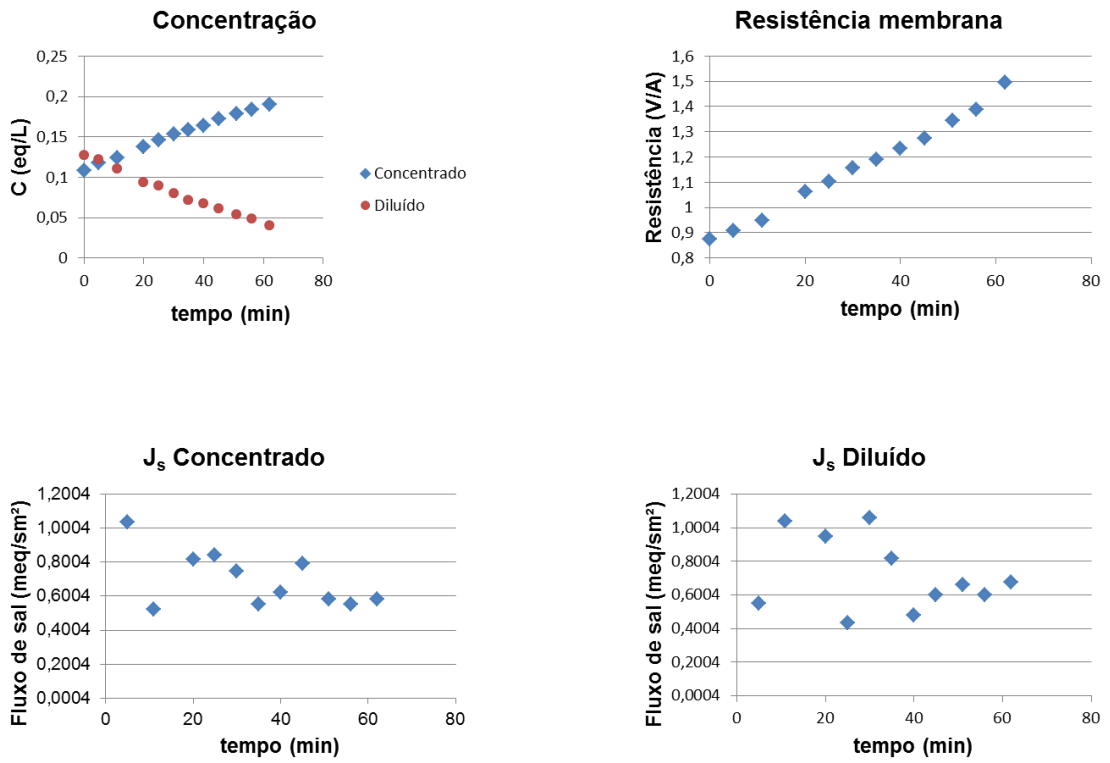 Concentração
C (eq/L)
0,25
0,2
0,15
0,1
0,05
0
0 20 40 60 80
tempo (min)
Concentrado
Diluído
Resistência membrana
Resistência (V/A)
1,6
1,5
1,4
1,3
1,2
1,1
1
0,9
0,8
0 20 40 60 80
tempo (min)
Js Concentrado
Fluxo de sal (meq/sm²)
1,2004
1,0004
0,8004
0,6004
0,4004
0,2004
0,0004
0 20 40 60 80
tempo (min)
Js Diluído
Fluxo de sal (meq/sm²)
1,2004
1,0004
0,8004
0,6004
0,4004
0,2004
0,0004
0 20 40 60 80
tempo (min)